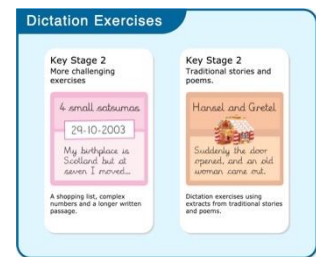 Dictation Exercises
Key Stage 2
More challenging
exercises
4 small satsumas
29-10-2003
My birthplace is
Scotland but at
seven I moved...
A shopping list, complex
numbers and a longer written
passage.
Key Stage 2
Traditional stories and
poems.
Hansel and Gretel
Suddenly the door
opened, and an old
woman came out.
Dictation exercises using
extracts from traditional stories
and poems.